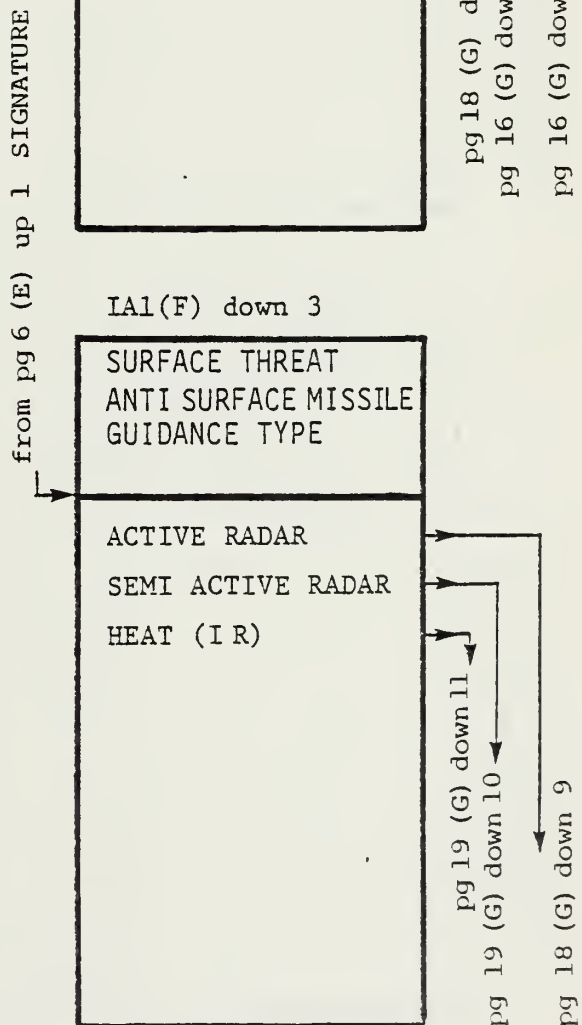 from pg 6 (E) up 1 SIGNATURE
pg 18 (G)
pg 16 (G)
pg 16 (G)
IA1(F) down 3
SURFACE THREAT
ANTI SURFACE MISSILE
GUIDANCE TYPE
ACTIVE RADAR
SEMI ACTIVE RADAR
HEAT (I R)
pg 19 (G) down 11
pg 19 (G) down 10
pg 18 (G) down 9